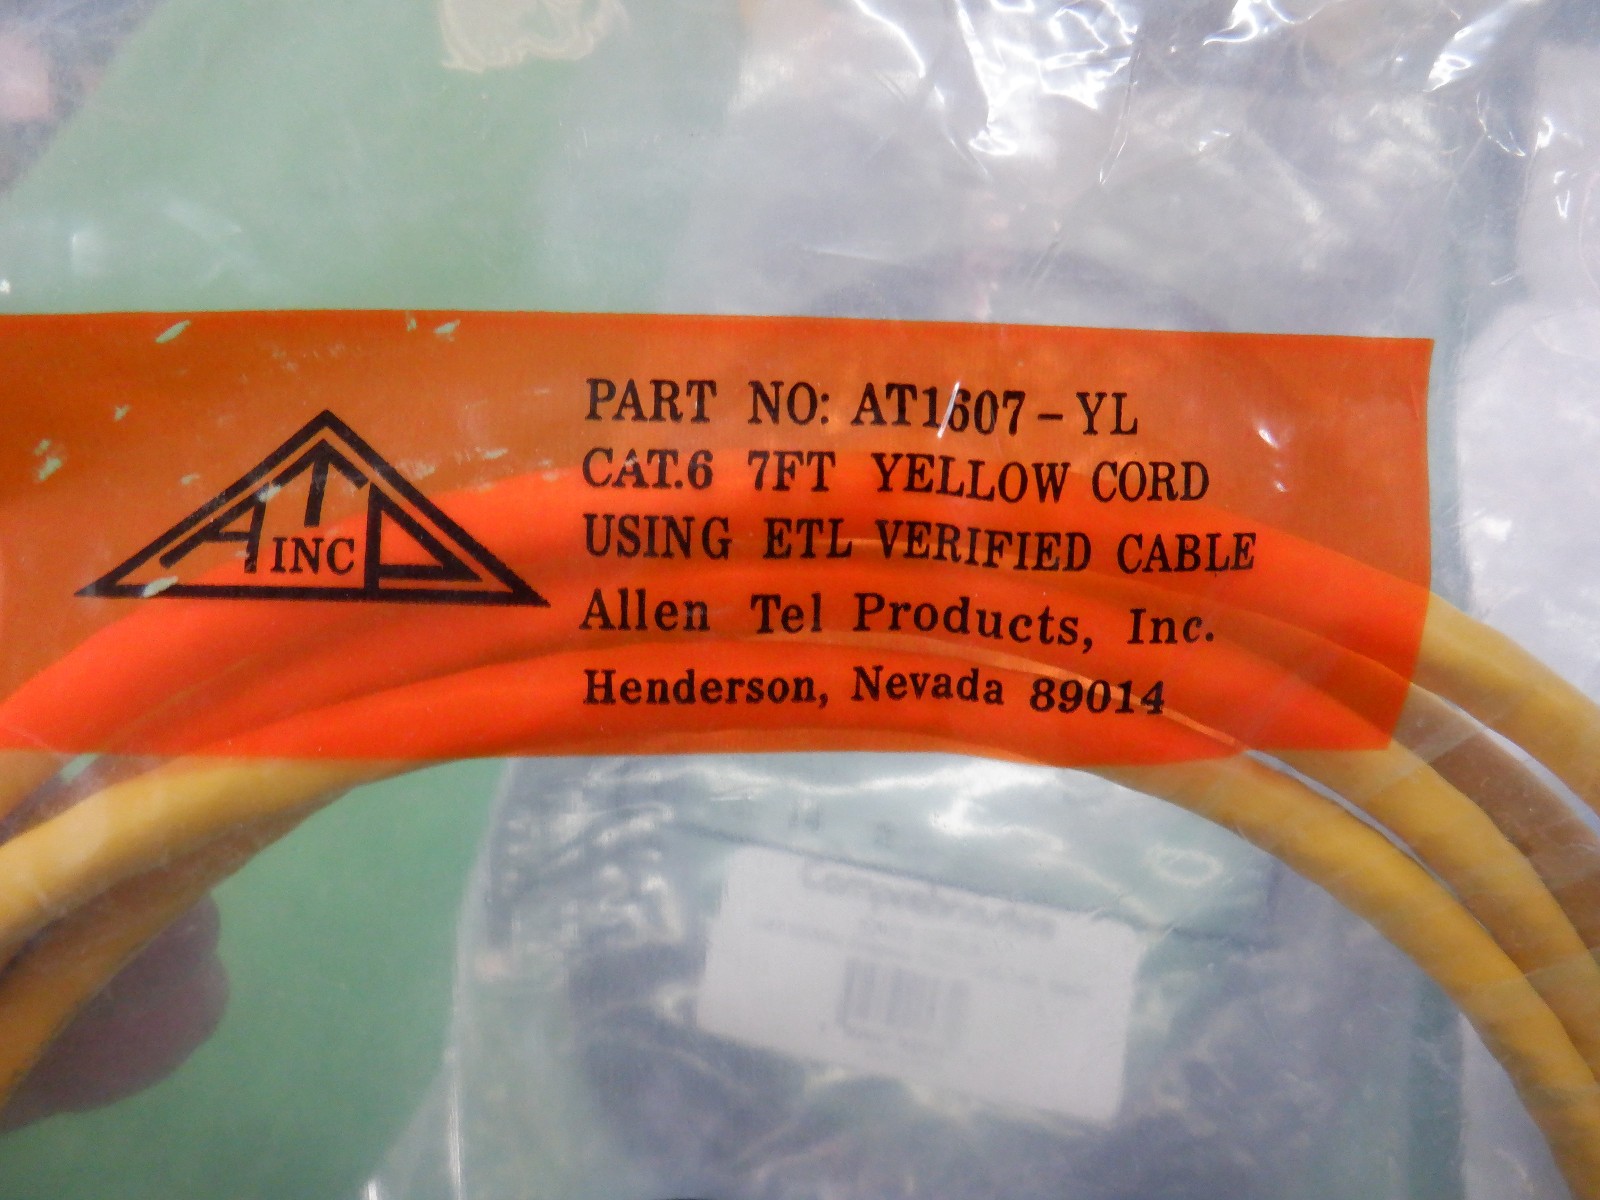 PART NO: AT1607-YL
CAT.6 7FT YELLOW CORD
USING ETL VERIFIED CABLE
Allen Tel Products, Inc.
Henderson, Nevada 89014
ATP
INC